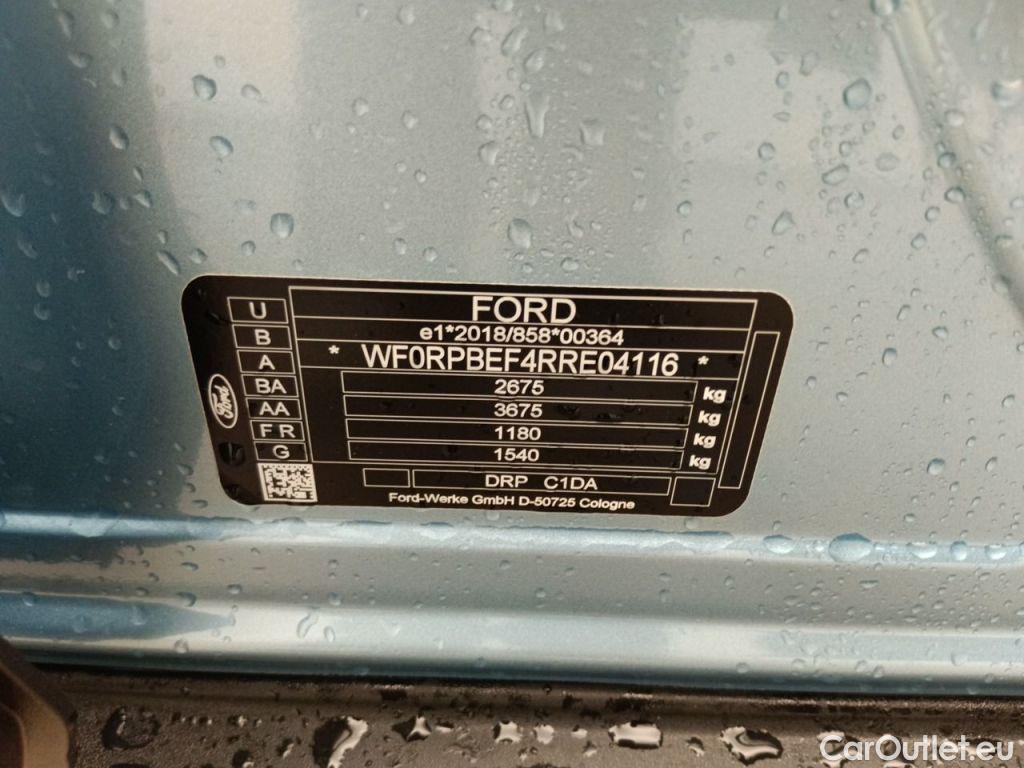 FORD
e1*2018/858*00364
* WF0RPBEF4RRE04116 *
2675 kg
3675 kg
1180 kg
1540 kg
DRP C1DA
Ford-Werke GmbH D-50725 Cologne
U
B
A
BA
AA
F R
G
Ford
CarOutlet.eu